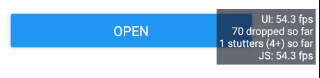 OPEN
UI: 54.3 fps
70 dropped so far
1 stutters (4+) so far
JS: 54.3 fps